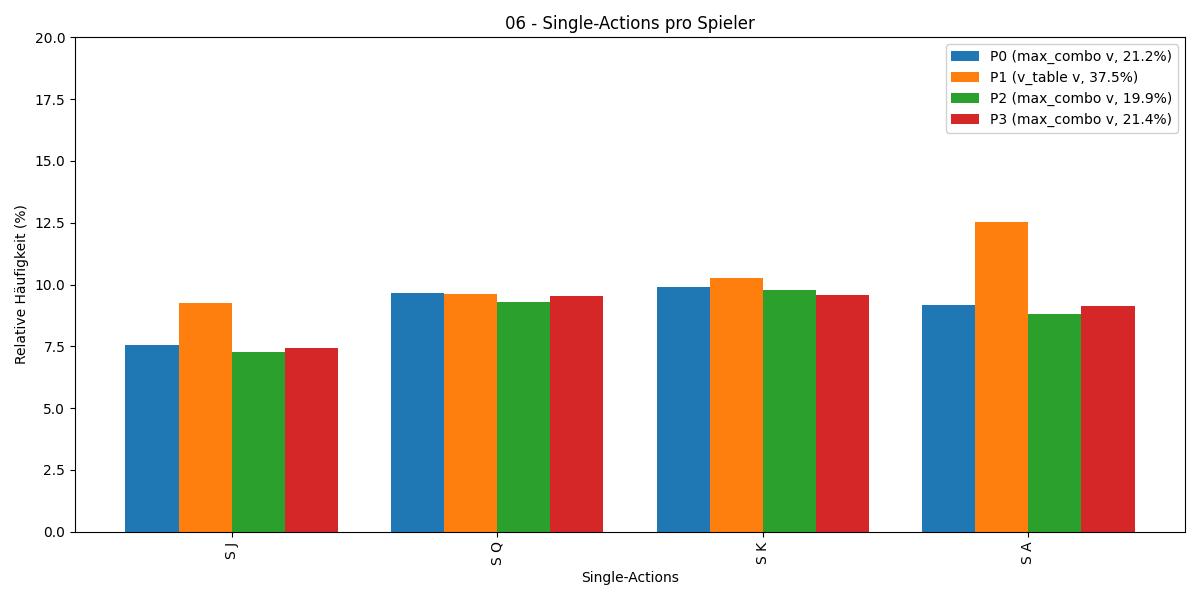 06 - Single-Actions pro Spieler
P0 (max_combo v, 21.2%)
P1 (v_table v, 37.5%)
P2 (max_combo v, 19.9%)
P3 (max_combo v, 21.4%)
Relative Häufigkeit (%)
20.0
17.5
15.0
12.5
10.0
7.5
5.0
2.5
0.0
S J
S Q
S K
S A
Single-Actions